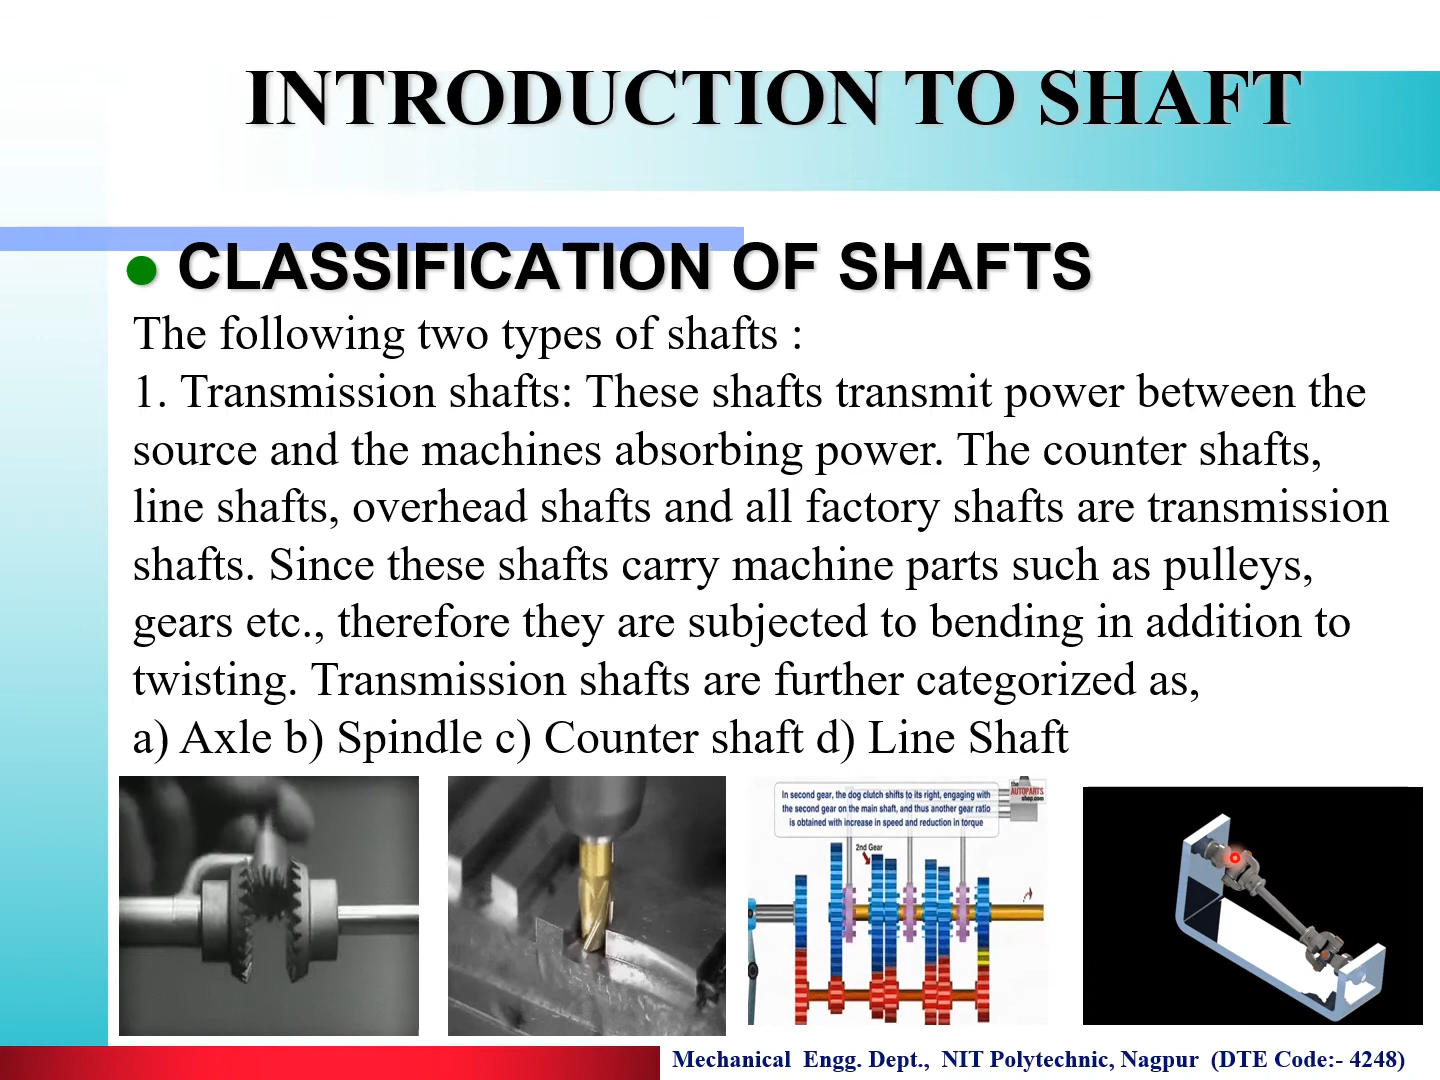 INTRODUCTION TO SHAFT
CLASSIFICATION OF SHAFTS
The following two types of shafts :
1. Transmission shafts: These shafts transmit power between the
source and the machines absorbing power. The counter shafts,
line shafts, overhead shafts and all factory shafts are transmission
shafts. Since these shafts carry machine parts such as pulleys,
gears etc., therefore they are subjected to bending in addition to
twisting. Transmission shafts are further categorized as,
a) Axle b) Spindle c) Counter shaft d) Line Shaft
In second gear, the dog clutch shifts to its right, engaging with
the second gear on the main shaft, and thus another gear ratio
is obtained with increase in speed and reduction in torque
the
AUTOPARTS
shop.com
2nd Gear
Mechanical Engg. Dept., NIT Polytechnic, Nagpur (DTE Code:- 4248)